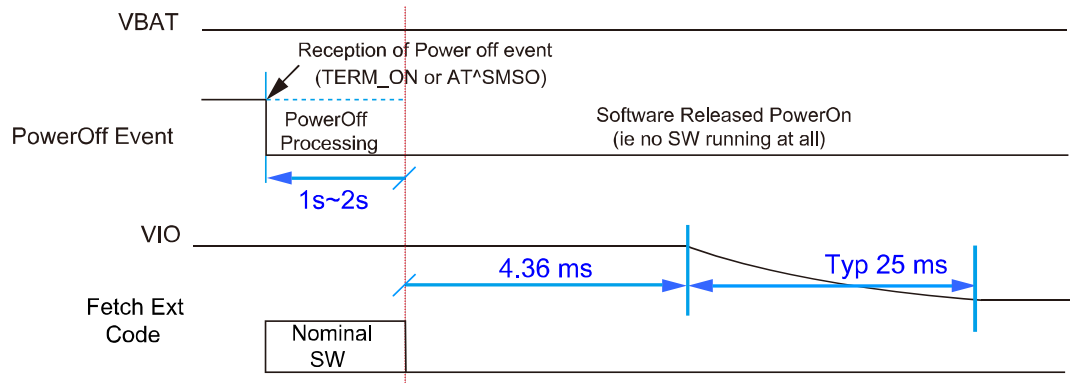 VBAT
Reception of Power off event
(TERM_ON or AT^SMSO)
PowerOff Event
PowerOff
Processing
Software Released PowerOn
(ie no SW running at all)
1s~2s
VIO
4.36 ms
Typ 25 ms
Fetch Ext
Code
Nominal
SW